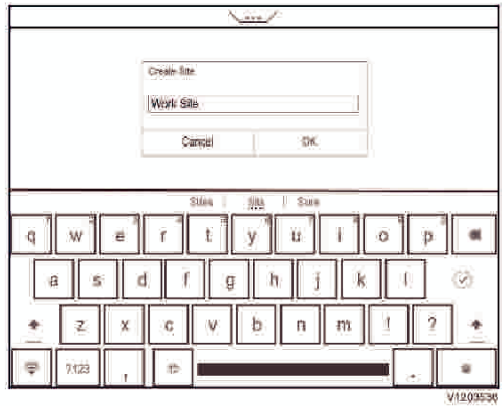 Create Site
Work Site
Cancel OK
Sites Site Sure
q w e r t y u i o p
a s d f g h j k l
z x c v b n m ! ?
?123 , .
V1203536